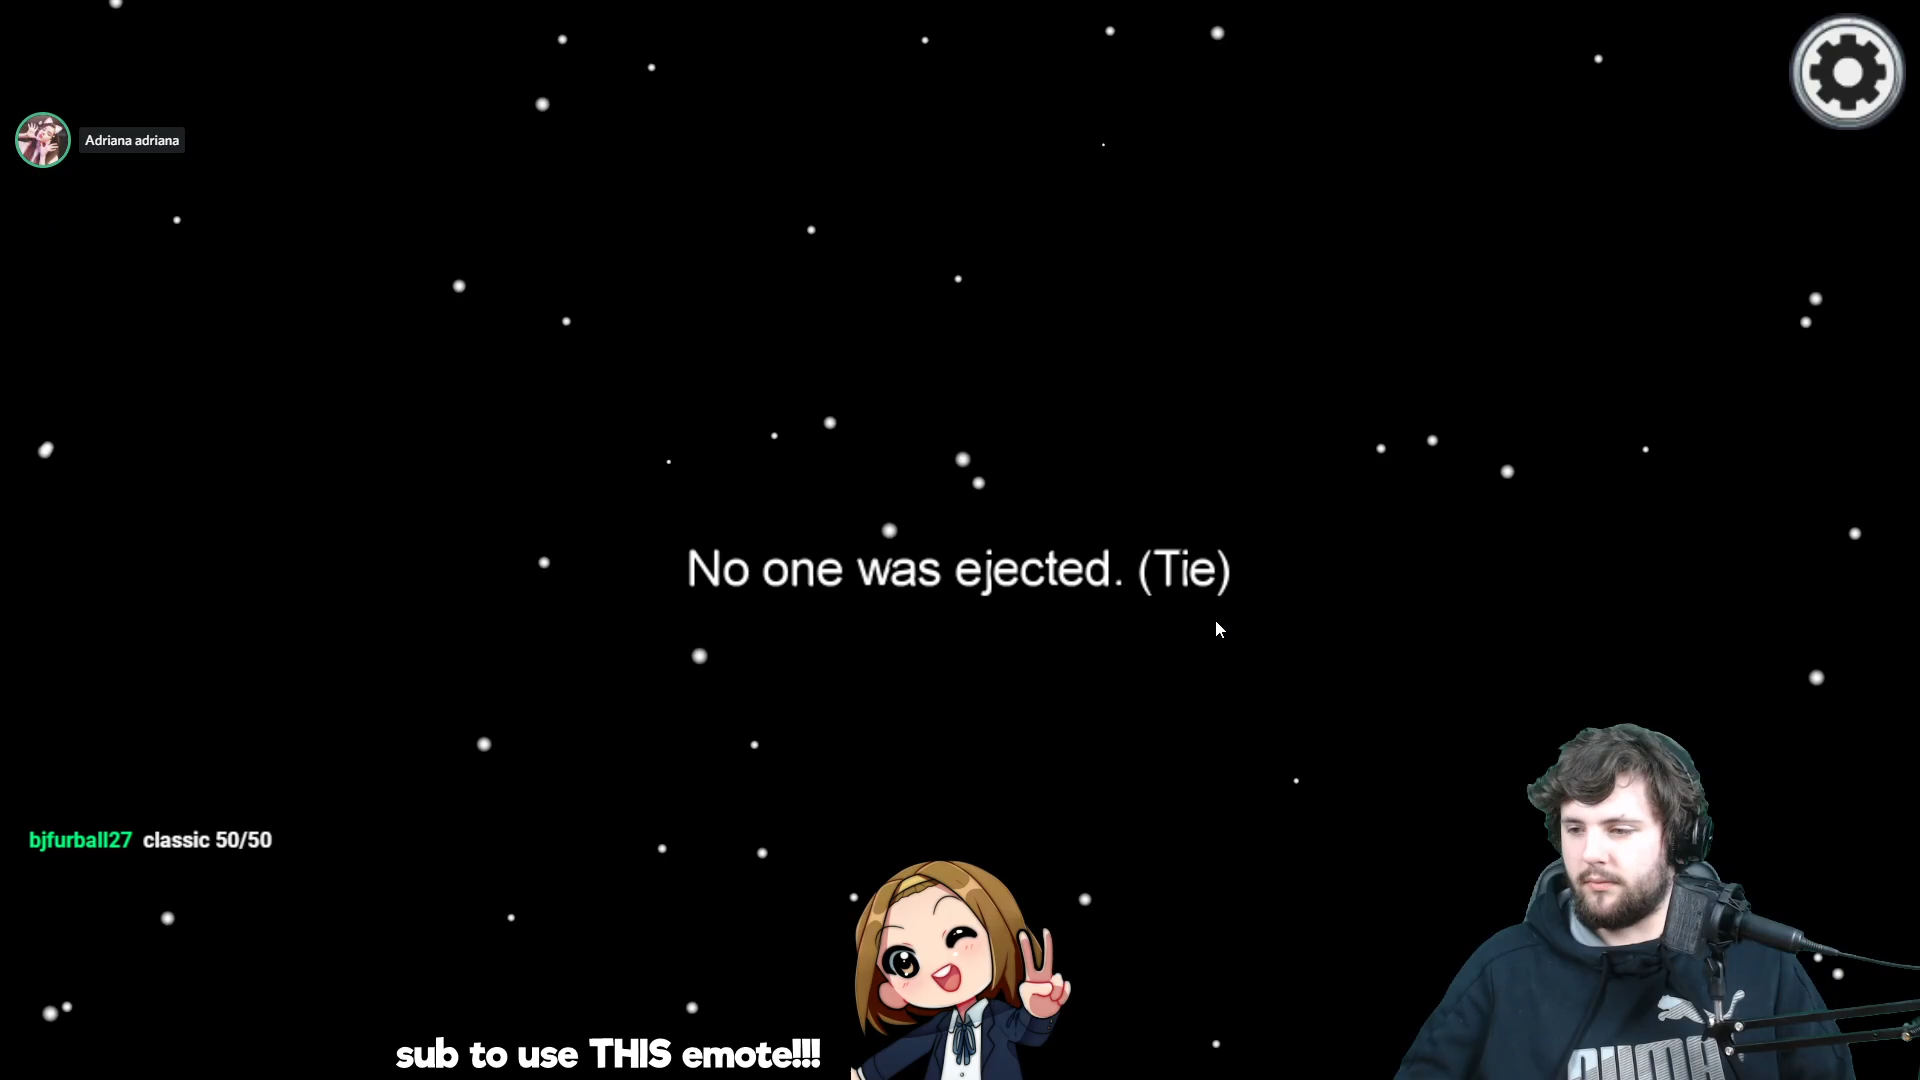 Adriana adriana
No one was ejected. (Tie)
bjfurball27 classic 50/50
sub to use THIS emote!!!